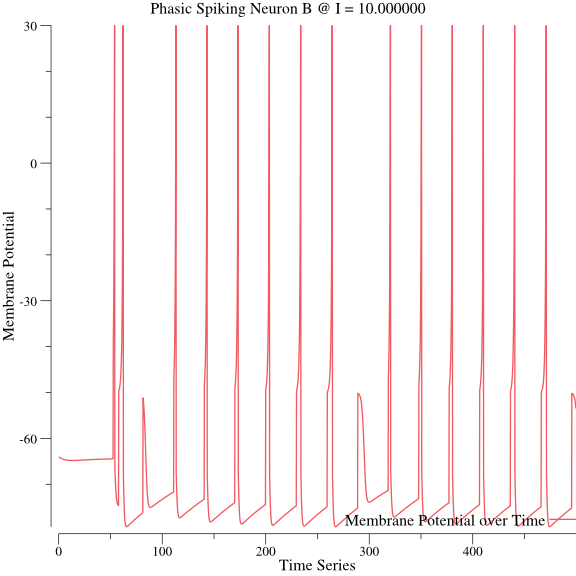 Phasic Spiking Neuron B @ I = 10.000000
30
0
-30
-60
Membrane Potential
Membrane Potential over Time
0 100 200 300 400
Time Series